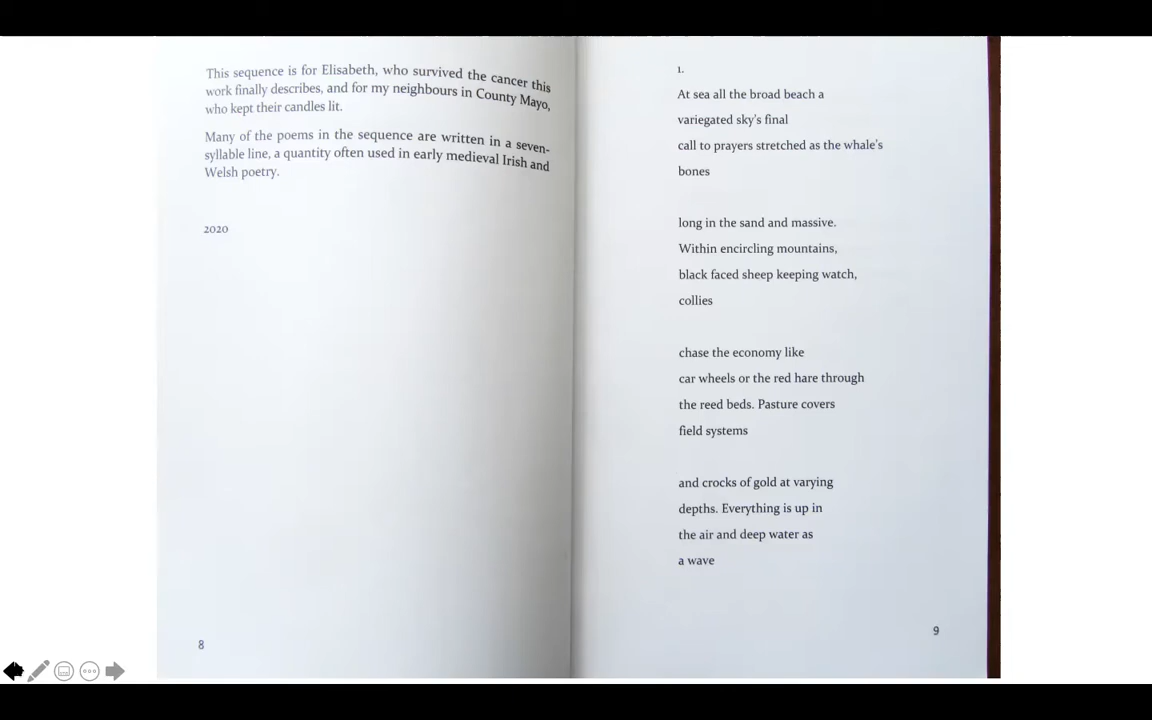 This sequence is for Elisabeth, who survived the cancer this
work finally describes, and for my neighbours in County Mayo,
who kept their candles lit.
Many of the poems in the sequence are written in a seven-
syllable line, a quantity often used in early medieval Irish and
Welsh poetry.
2020
8
1.
At sea all the broad beach a
variegated sky's final
call to prayers stretched as the whale's
bones
long in the sand and massive.
Within encircling mountains,
black faced sheep keeping watch,
collies
chase the economy like
car wheels or the red hare through
the reed beds. Pasture covers
field systems
and crocks of gold at varying
depths. Everything is up in
the air and deep water as
a wave
9